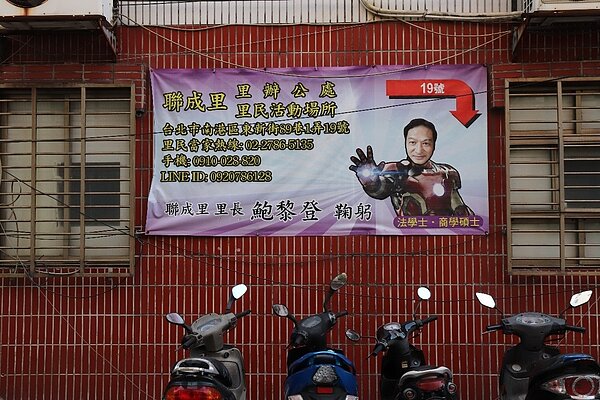 聯成里 里辦公處
里民活動場所
台北市南港區東新街89巷1弄19號
里民當家熱線: 02-2786-5135
手機: 0910-028-820
LINE ID: 0920786128
聯成里 里長 鮑黎登 鞠躬
19號
法學士·商學碩士